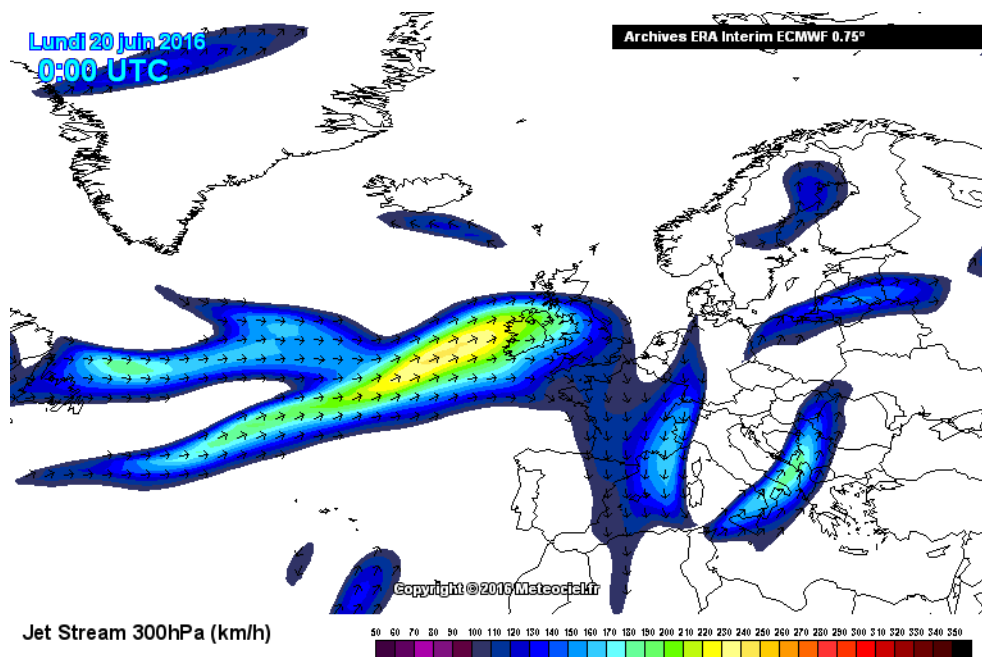 Lundi 20 juin 2016
0:00 UTC
Archives ERA Interim ECMWF 0.75°
Copyright © 2016 Meteociel.fr
Jet Stream 300hPa (km/h)
50 60 70 80 90 100 110 120 130 140 150 160 170 180 190 200 210 220 230 240 250 260 270 280 290 300 310 320 330 340 350